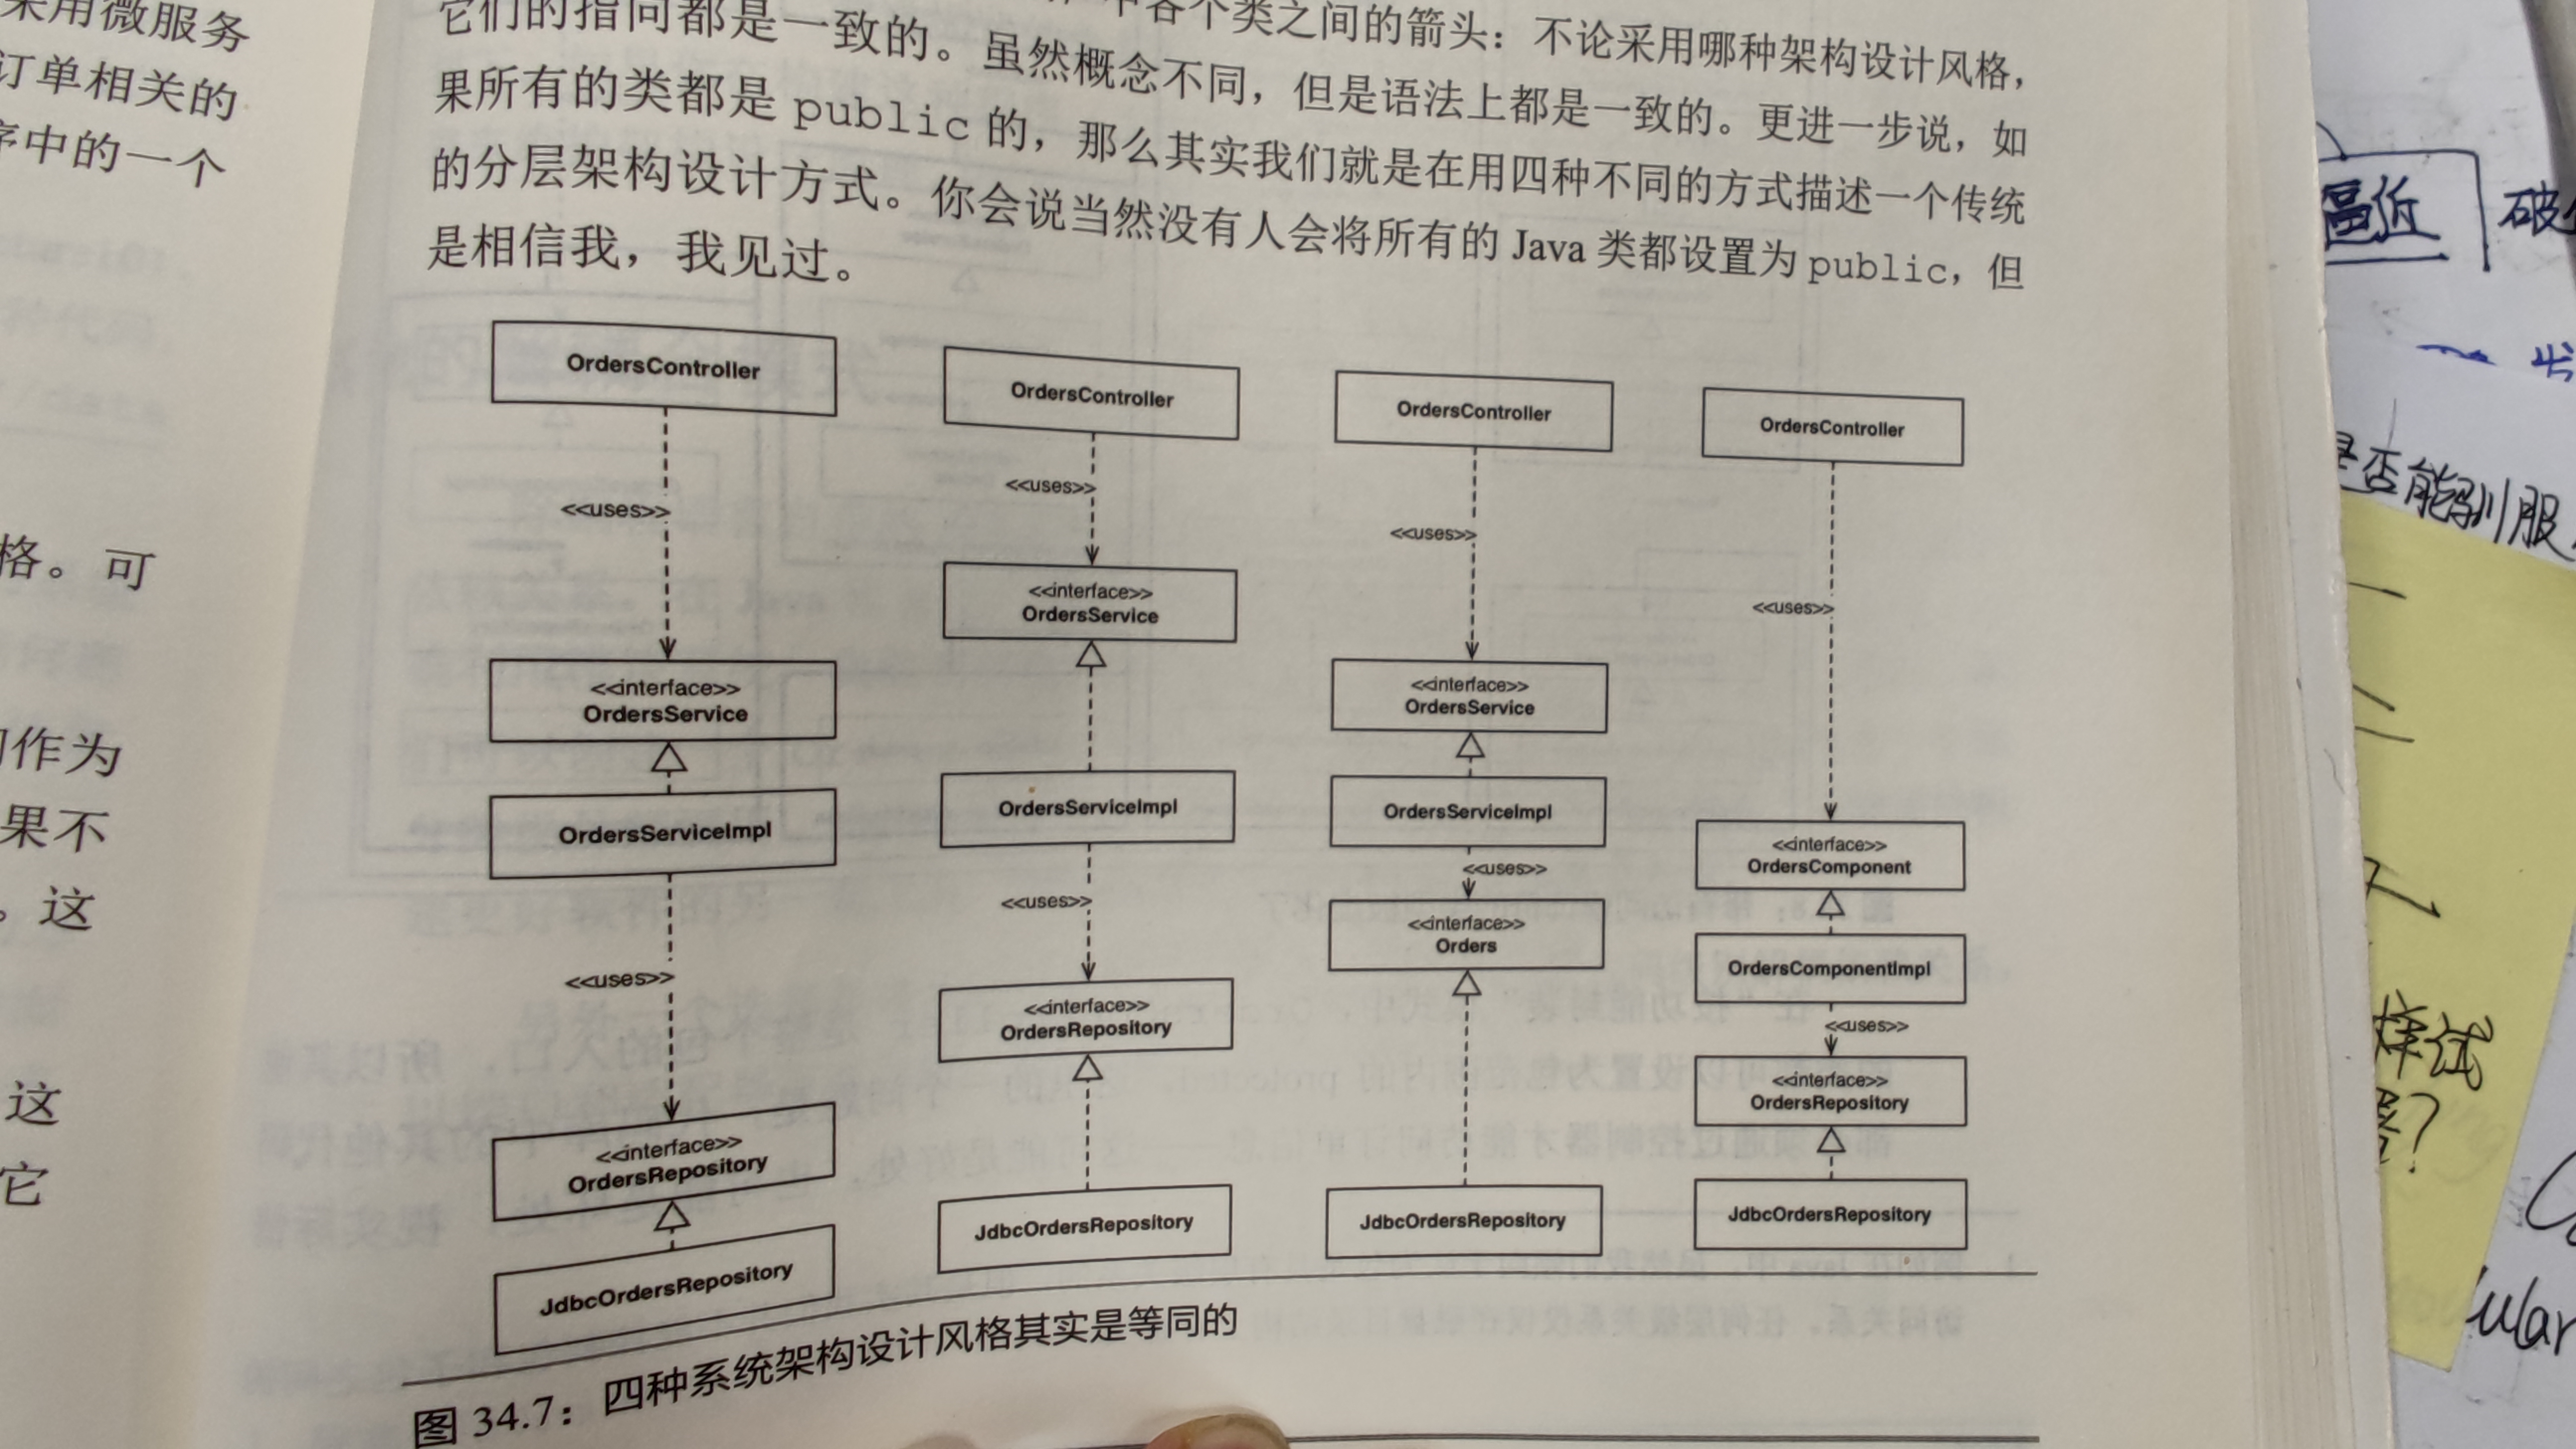 采用微服务
订单相关的
序中的一个
格。可
作为
果不
。这
这
它
中各个类之间的箭头：不论采用哪种架构设计风格，
它们的指向都是一致的。虽然概念不同，但是语法上都是一致的。更进一步说，如
果所有的类都是 public 的，那么其实我们就是在用四种不同的方式描述一个传统
的分层架构设计方式。你会说当然没有人会将所有的 Java 类都设置为 public，但
是相信我，我见过。
OrdersController
<<uses>>
<<interface>>
OrdersService
OrdersServiceImpl
<<uses>>
<<interface>>
OrdersRepository
JdbcOrdersRepository
OrdersController
<<uses>>
<<interface>>
OrdersService
OrdersServiceImpl
<<uses>>
<<interface>>
OrdersRepository
JdbcOrdersRepository
OrdersController
<<uses>>
<<interface>>
OrdersService
OrdersServiceImpl
<<uses>>
<<interface>>
Orders
JdbcOrdersRepository
OrdersController
<<uses>>
<<interface>>
OrdersComponent
OrdersComponentImpl
<<uses>>
<<interface>>
OrdersRepository
JdbcOrdersRepository
图 34.7：四种系统架构设计风格其实是等同的
破
是否能驯服
样试
ular